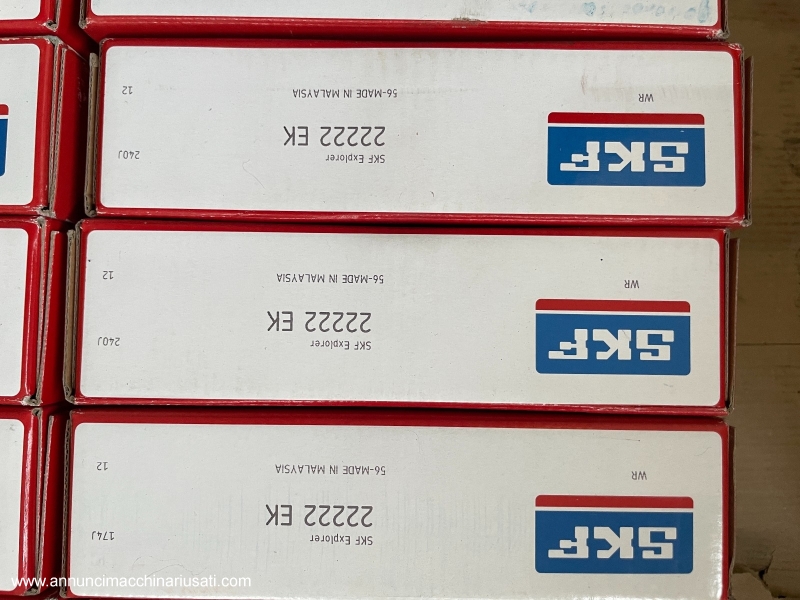 WR
56-MADE IN MALAYSIA
12
SKF
22222 EK
SKF Explorer
240J
WR
56-MADE IN MALAYSIA
12
SKF
22222 EK
SKF Explorer
240J
WR
56-MADE IN MALAYSIA
12
SKF
22222 EK
SKF Explorer
174J
www.annuncimacchinariusati.com